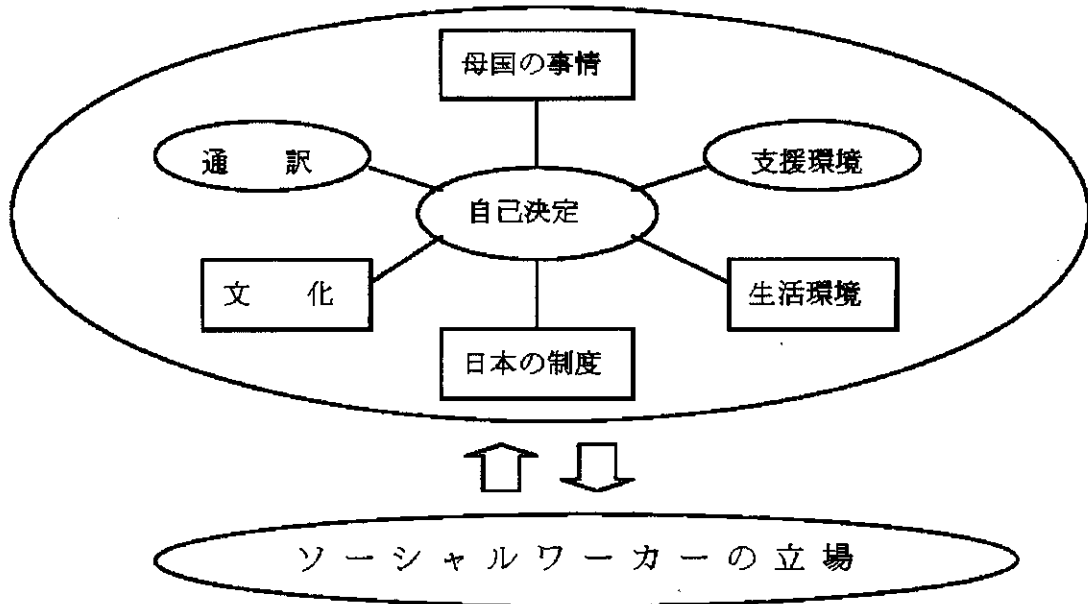 母国の事情
通 訳
支援環境
自己決定
文 化
生活環境
日本の制度
ソーシャルワーカーの立場